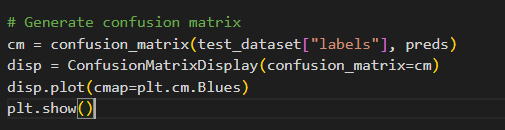 # Generate confusion matrix
cm = confusion_matrix(test_dataset["labels"], preds)
disp = ConfusionMatrixDisplay(confusion_matrix=cm)
disp.plot(cmap=plt.cm.Blues)
plt.show()